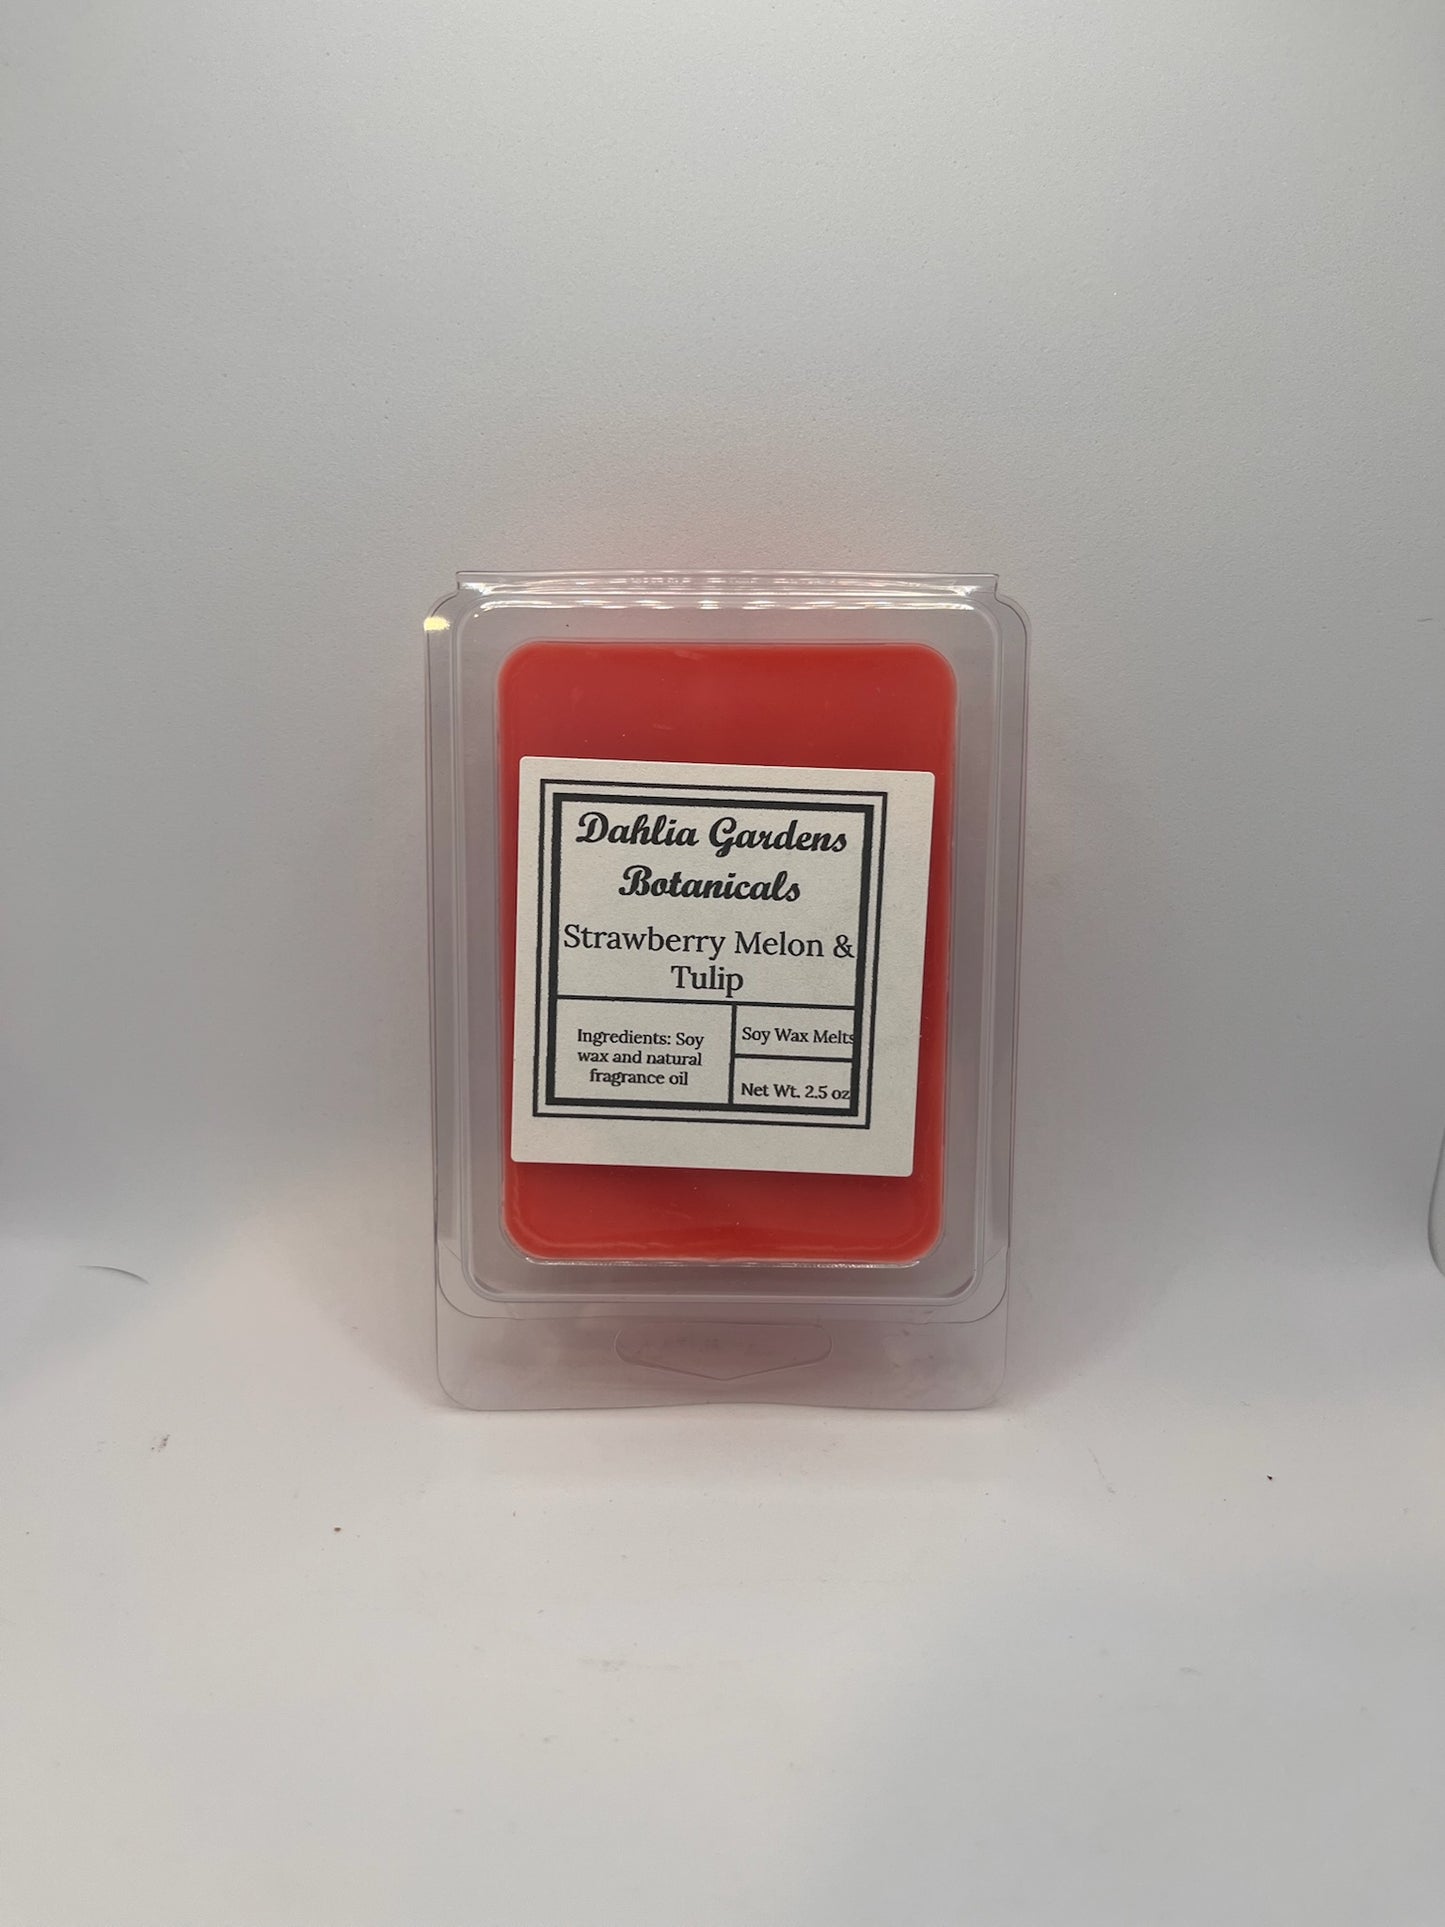 Dahlia Gardens
Botanicals
Strawberry Melon &
Tulip
Ingredients: Soy
wax and natural
fragrance oil
Soy Wax Melts
Net Wt. 2.5 oz